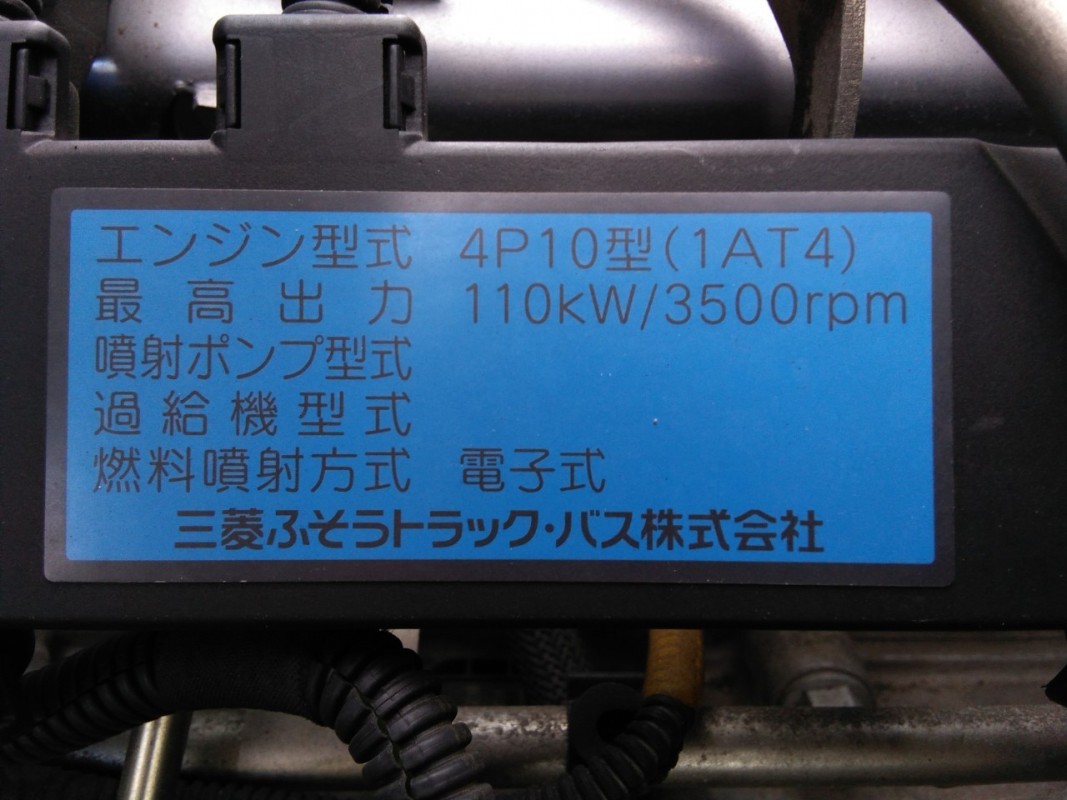 エンジン型式 4P10型(1AT4)
最高出力 110kW/3500rpm
噴射ポンプ型式
過給機型式
燃料噴射方式 電子式
三菱ふそうトラック・バス株式会社